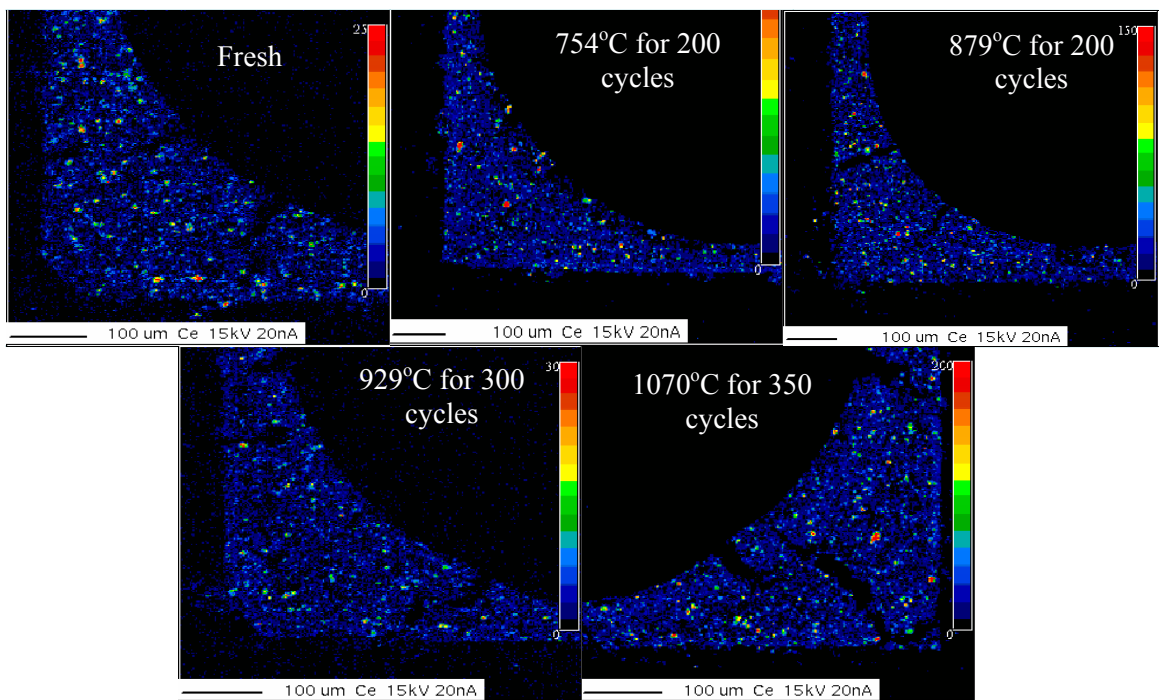 Fresh
25
0
100 um Ce 15kV 20nA
754°C for 200
cycles
0
100 um Ce 15kV 20nA
879°C for 200
cycles
150
0
100 um Ce 15kV 20nA
929°C for 300
cycles
30
0
100 um Ce 15kV 20nA
1070°C for 350
cycles
200
0
100 um Ce 15kV 20nA